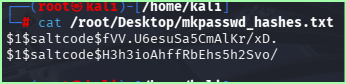 ┌──(root㉿kali)-[/home/kali]
└─# cat /root/Desktop/mkpasswd_hashes.txt
$1$saltcode$fVV.U6esuSa5CmAlKr/xD.
$1$saltcode$H3h3ioAhffRbEhs5h2Svo/